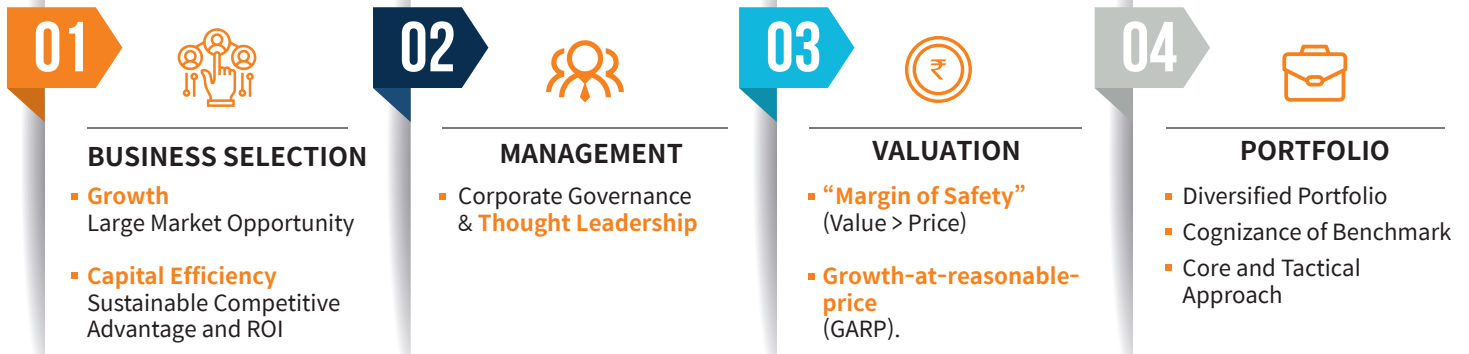 01
BUSINESS SELECTION
Growth
Large Market Opportunity
Capital Efficiency
Sustainable Competitive
Advantage and ROI
02
MANAGEMENT
Corporate Governance
& Thought Leadership
03
₹
VALUATION
“Margin of Safety”
(Value > Price)
Growth-at-reasonable-
price
(GARP).
04
PORTFOLIO
Diversified Portfolio
Cognizance of Benchmark
Core and Tactical
Approach